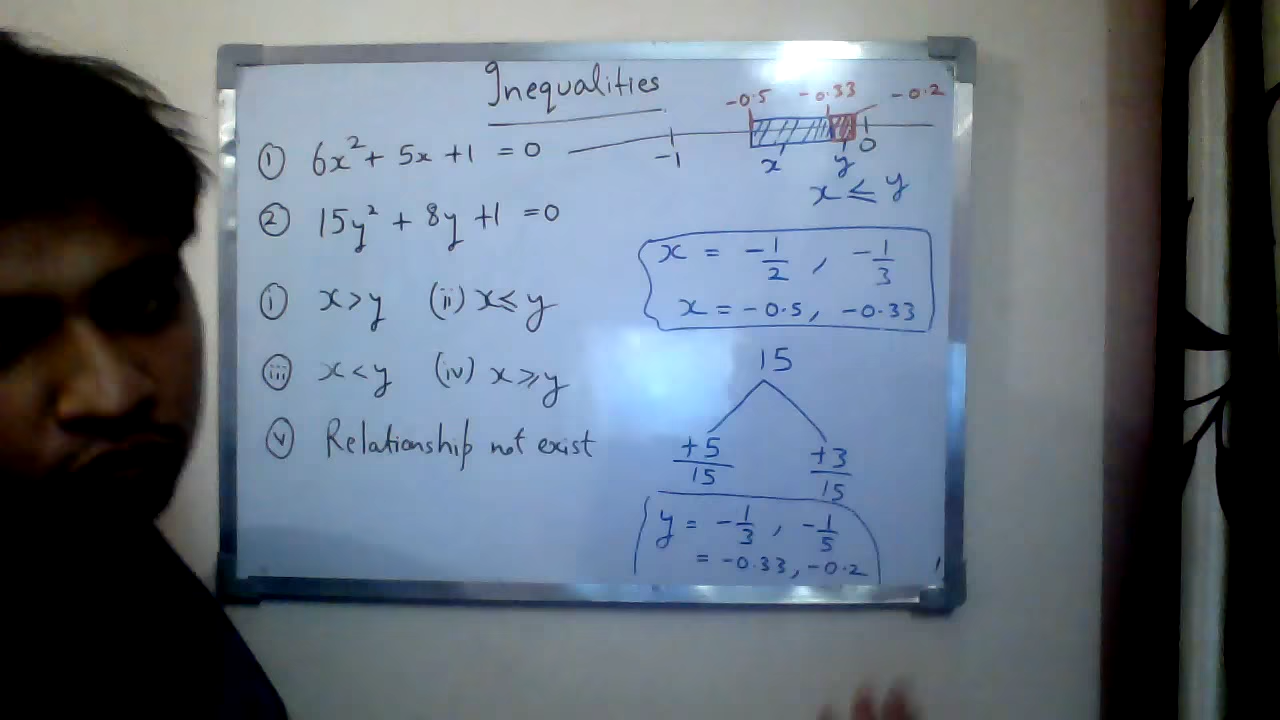 Inequalities
① 6x² + 5x + 1 = 0
② 15y² + 8y + 1 = 0
ⓘ x > y (ii) x ≤ y
ⓘⓘⓘ x < y (iv) x ≥ y
ⓥ Relationship not exist
-0.5 -0.33 -0.2
-1 x y 0
x ≤ y
x = -1/2 , -1/3
x = -0.5, -0.33
15
+5/15 +3/15
y = -1/3 , -1/5
= -0.33, -0.2